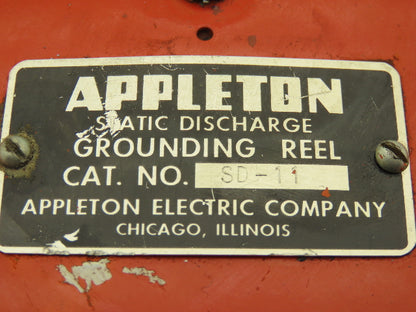 APPLETON
STATIC DISCHARGE
GROUNDING REEL
CAT. NO. SD-11
APPLETON ELECTRIC COMPANY
CHICAGO, ILLINOIS